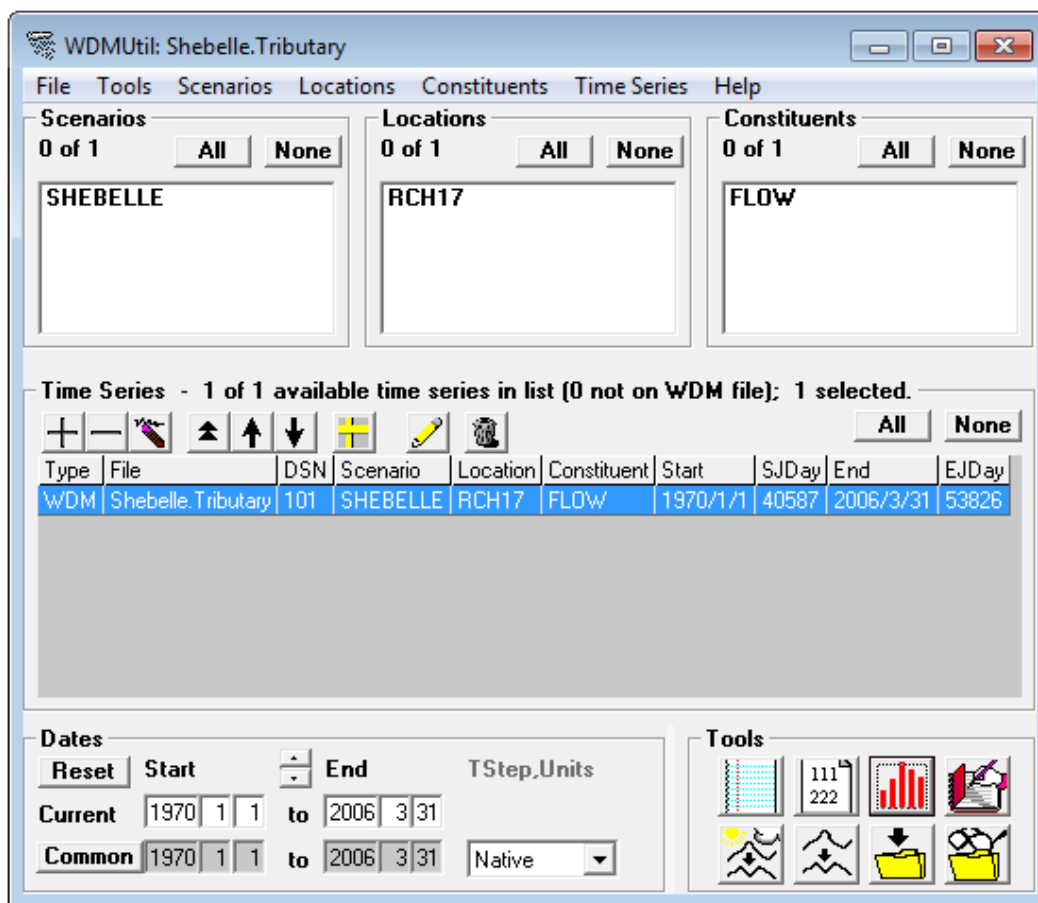 WDMUtil: Shebelle.Tributary
File Tools Scenarios Locations Constituents Time Series Help
Scenarios Locations Constituents
0 of 1 All None 0 of 1 All None 0 of 1 All None
SHEBELLE RCH17 FLOW
Time Series - 1 of 1 available time series in list (0 not on WDM file); 1 selected.
All None
Type File DSN Scenario Location Constituent Start SJDay End EJDay
WDM Shebelle.Tributary 101 SHEBELLE RCH17 FLOW 1970/1/1 40587 2006/3/31 53826
Dates Tools
Reset Start End TStep,Units
111
222
Current 1970 1 1 to 2006 3 31
Common 1970 1 1 to 2006 3 31 Native